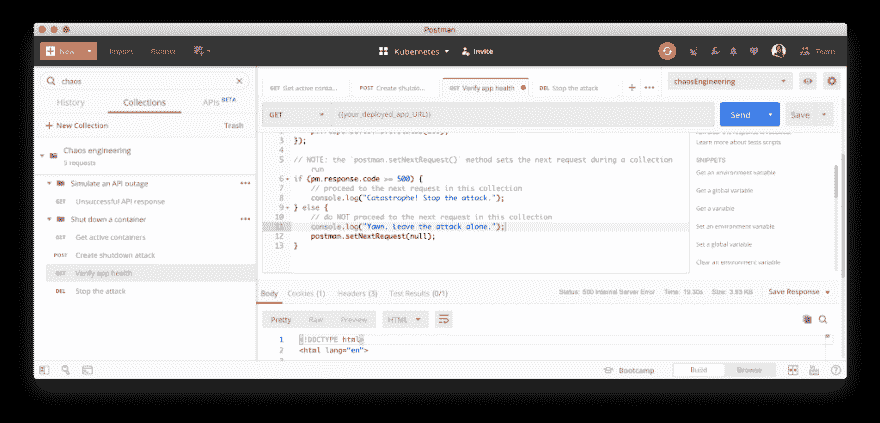 Postman
New
Kubernetes
Invite
Team
chaos
History
Collections
APIs BETA
+ New Collection
Trash
Chaos engineering
3 requests
Simulate an API outage
GET Unsuccessful API response
Shut down a container
GET Get active containers
POST Create shutdown attack
GET Verify app health
DEL Stop the attack
GET Get active conta...
POST Create shutdo...
GET Verify app health
DEL Stop the attack
chaosEngineering
GET
{{your_deployed_app_URL}}
Send
Save
3 });
4
5 // NOTE: the `postman.setNextRequest()` method sets the next request during a collection
run
6 if (pm.response.code >= 500) {
7 // proceed to the next request in this collection
8 console.log("Catastrophe! Stop the attack.");
9 } else {
10 // do NOT proceed to the next request in this collection
11 console.log("Yawn. Leave the attack alone.");
12 postman.setNextRequest(null);
13 }
Learn more about tests scripts
SNIPPETS
Get an environment variable
Get a global variable
Get a variable
Set an environment variable
Set a global variable
Clear an environment variable
Body
Cookies (1)
Headers (3)
Test Results (0/1)
Status: 500 Internal Server Error
Save Response
Pretty
Raw
Preview
HTML
1 <!DOCTYPE html>
2 <html lang="en">
Bootcamp
Build
Browse